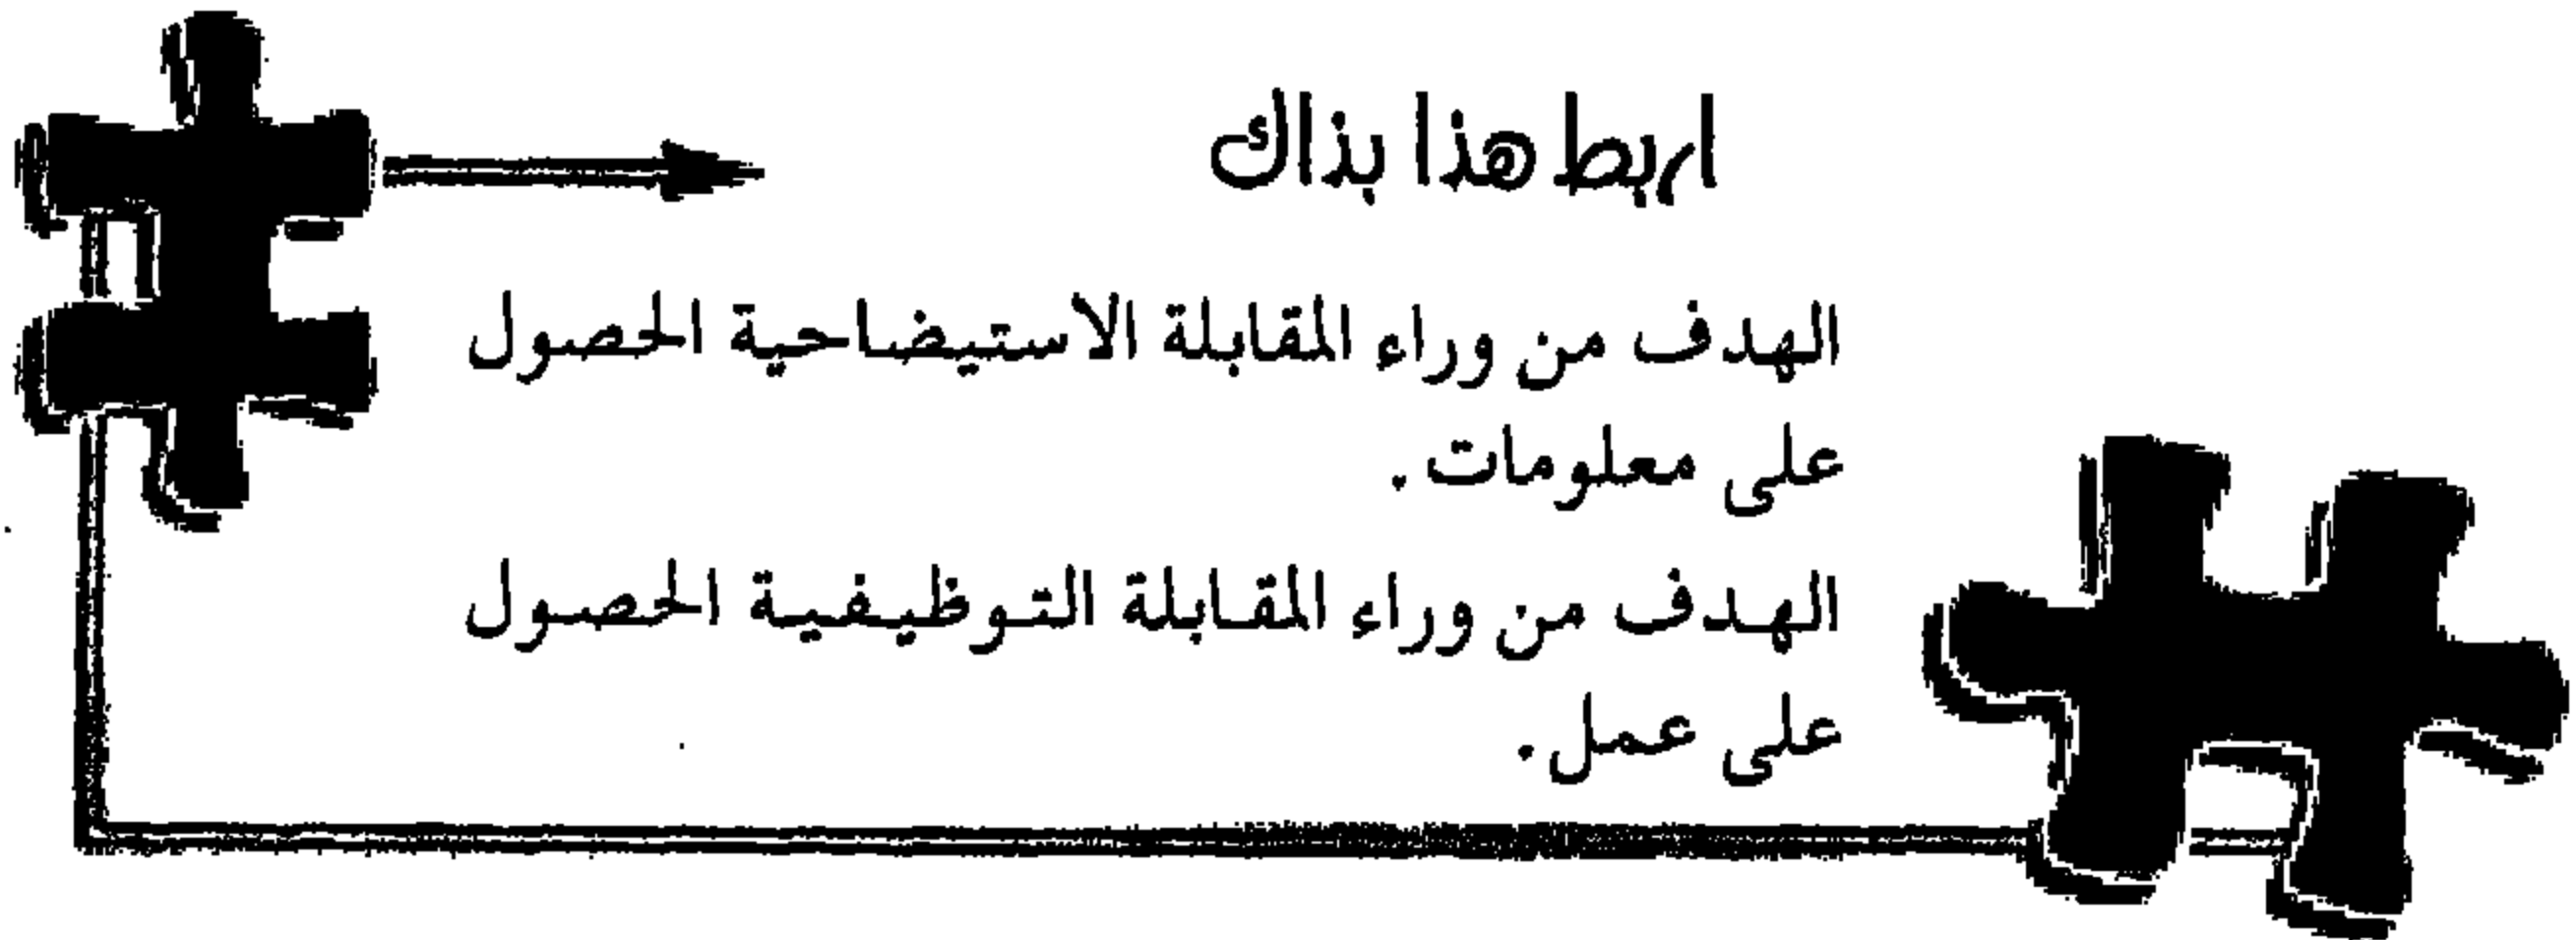 اربط هذا بذاك
الهدف من وراء المقابلة الاستيضاحية الحصول
على معلومات .
الهدف من وراء المقابلة التوظيفية الحصول
على عمل.